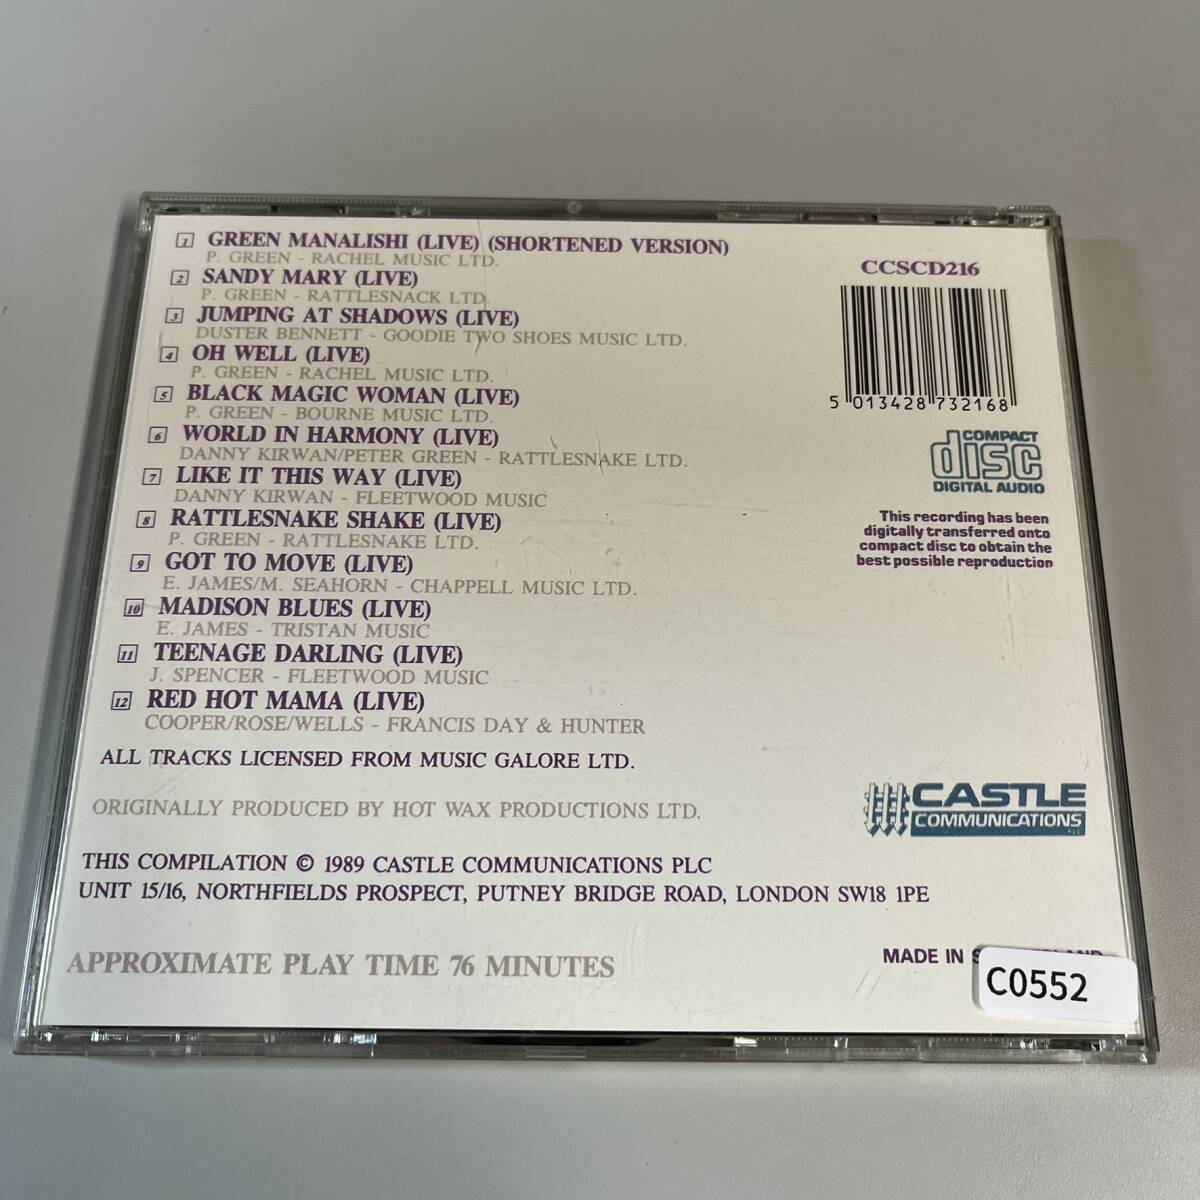 1 GREEN MANALISHI (LIVE) (SHORTENED VERSION)
P. GREEN - RACHEL MUSIC LTD.
2 SANDY MARY (LIVE)
P. GREEN - RATTLESNACK LTD.
3 JUMPING AT SHADOWS (LIVE)
DUSTER BENNETT - GOODIE TWO SHOES MUSIC LTD.
4 OH WELL (LIVE)
P. GREEN - RACHEL MUSIC LTD.
5 BLACK MAGIC WOMAN (LIVE)
P. GREEN - BOURNE MUSIC LTD.
6 WORLD IN HARMONY (LIVE)
DANNY KIRWAN/PETER GREEN - RATTLESNAKE LTD.
7 LIKE IT THIS WAY (LIVE)
DANNY KIRWAN - FLEETWOOD MUSIC
8 RATTLESNAKE SHAKE (LIVE)
P. GREEN - RATTLESNAKE LTD.
9 GOT TO MOVE (LIVE)
E. JAMES/M. SEAHORN - CHAPPELL MUSIC LTD.
10 MADISON BLUES (LIVE)
E. JAMES - TRISTAN MUSIC
11 TEENAGE DARLING (LIVE)
J. SPENCER - FLEETWOOD MUSIC
12 RED HOT MAMA (LIVE)
COOPER/ROSE/WELLS - FRANCIS DAY & HUNTER
ALL TRACKS LICENSED FROM MUSIC GALORE LTD.
ORIGINALLY PRODUCED BY HOT WAX PRODUCTIONS LTD.
THIS COMPILATION © 1989 CASTLE COMMUNICATIONS PLC
UNIT 15/16, NORTHFIELDS PROSPECT, PUTNEY BRIDGE ROAD, LONDON SW18 1PE
APPROXIMATE PLAY TIME 76 MINUTES
CCSCD216
5 013428 732168
COMPACT
disc
DIGITAL AUDIO
This recording has been
digitally transferred onto
compact disc to obtain the
best possible reproduction
CASTLE
COMMUNICATIONS
PLC
MADE IN
C0552